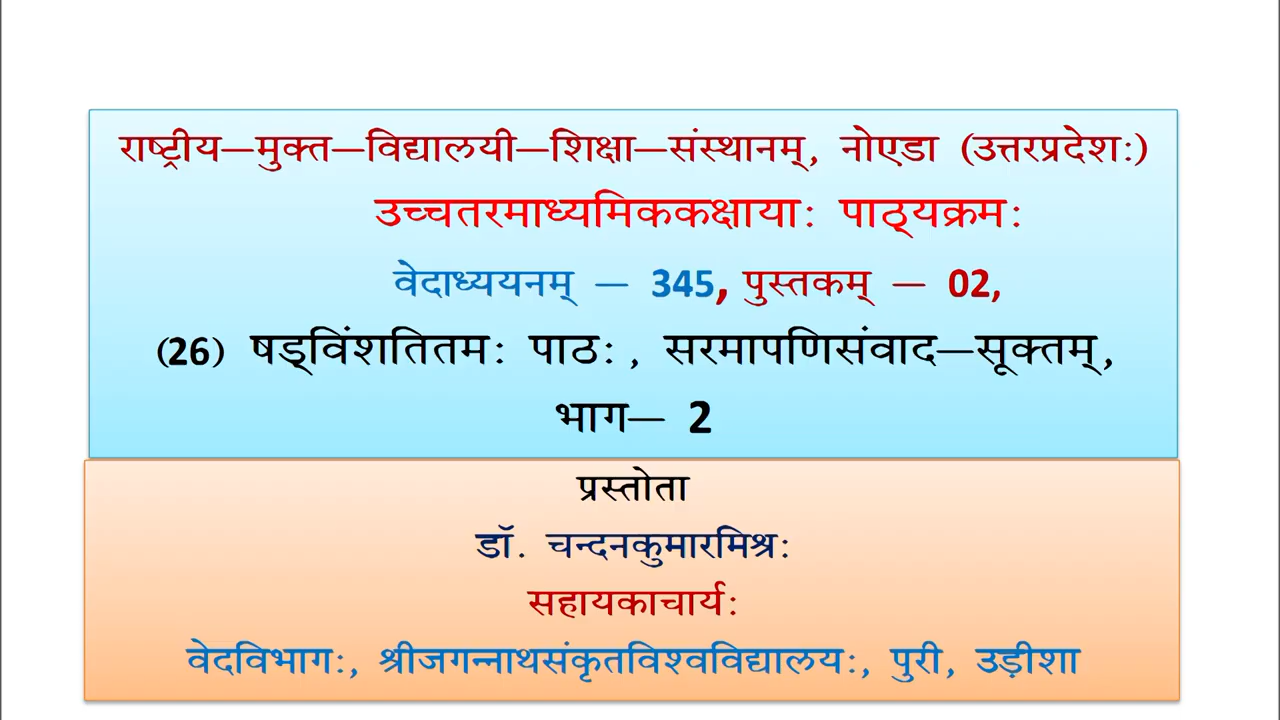 राष्ट्रीय—मुक्त—विद्यालयी—शिक्षा—संस्थानम्, नोएडा (उत्तरप्रदेशः)
उच्चतरमाध्यमिककक्षायाः पाठ्यक्रमः
वेदाध्ययनम् — 345, पुस्तकम् — 02,
(26) षड्विंशतितमः पाठः, सरमापणिसंवाद—सूक्तम्,
भाग— 2
प्रस्तोता
डॉ. चन्दनकुमारमिश्रः
सहायकाचार्यः
वेदविभागः, श्रीजगन्नाथसंकृतविश्वविद्यालयः, पुरी, उड़ीशा